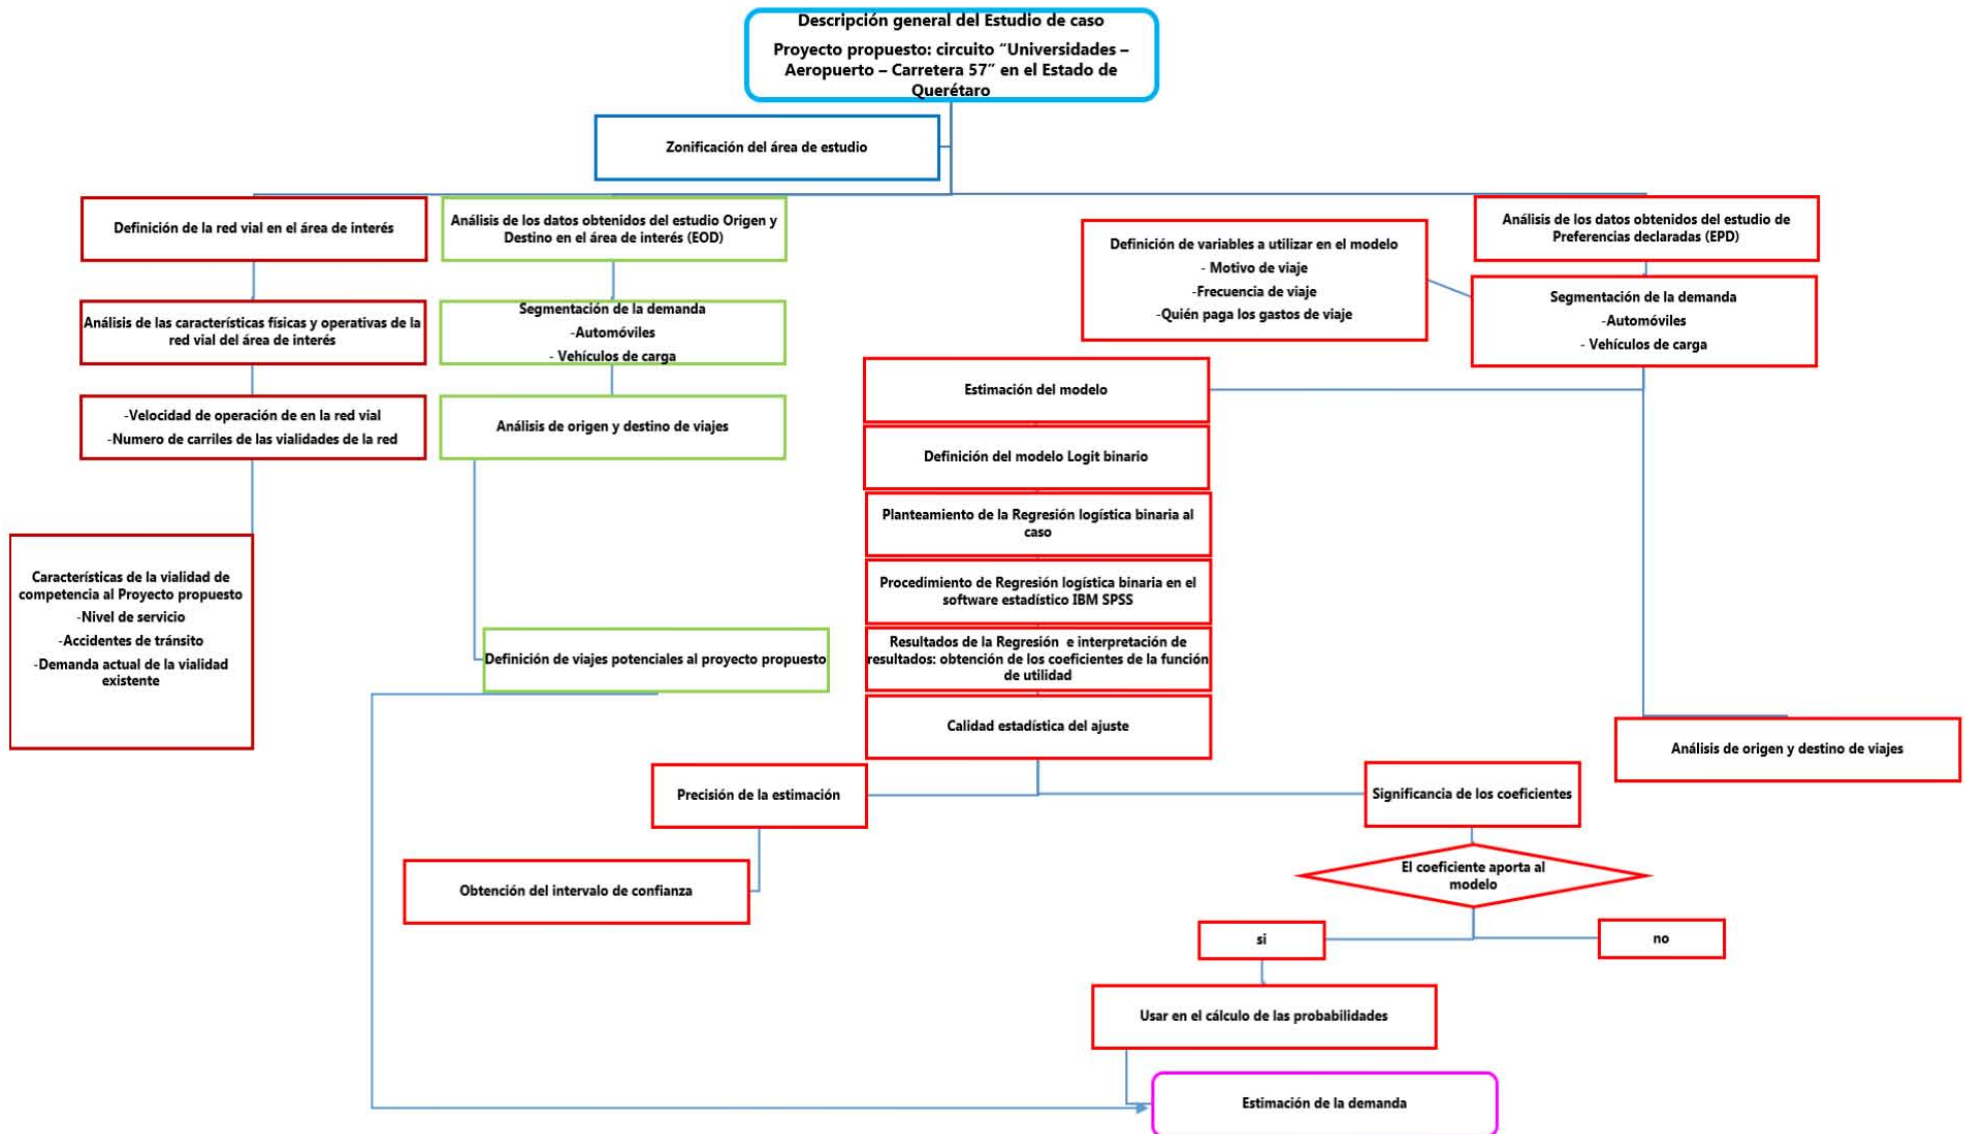 Descripción general del Estudio de caso
Proyecto propuesto: circuito “Universidades –
Aeropuerto – Carretera 57” en el Estado de
Querétaro
Zonificación del área de estudio
Definición de la red vial en el área de interés
Análisis de las características físicas y operativas de la
red vial del área de interés
-Velocidad de operación de en la red vial
-Numero de carriles de las vialidades de la red
Características de la vialidad de
competencia al Proyecto propuesto
-Nivel de servicio
-Accidentes de tránsito
-Demanda actual de la vialidad
existente
Análisis de los datos obtenidos del estudio Origen y
Destino en el área de interés (EOD)
Segmentación de la demanda
-Automóviles
- Vehículos de carga
Análisis de origen y destino de viajes
Definición de viajes potenciales al proyecto propuesto
Análisis de los datos obtenidos del estudio de
Preferencias declaradas (EPD)
Definición de variables a utilizar en el modelo
- Motivo de viaje
-Frecuencia de viaje
-Quién paga los gastos de viaje
Segmentación de la demanda
-Automóviles
- Vehículos de carga
Estimación del modelo
Definición del modelo Logit binario
Planteamiento de la Regresión logística binaria al
caso
Procedimiento de Regresión logística binaria en el
software estadístico IBM SPSS
Resultados de la Regresión e interpretación de
resultados: obtención de los coeficientes de la función
de utilidad
Calidad estadística del ajuste
Análisis de origen y destino de viajes
Precisión de la estimación
Significancia de los coeficientes
Obtención del intervalo de confianza
El coeficiente aporta al
modelo
si
no
Usar en el cálculo de las probabilidades
Estimación de la demanda